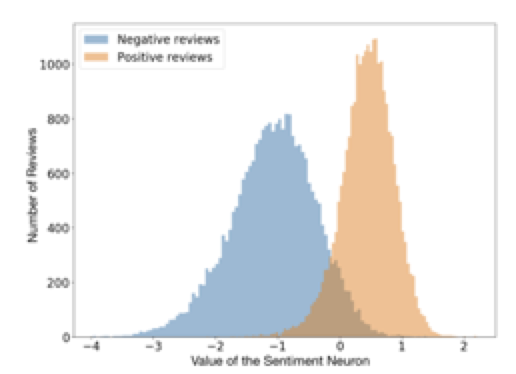 Negative reviews
Positive reviews
1000
800
600
400
200
0
Number of Reviews
−4 −3 −2 −1 0 1 2
Value of the Sentiment Neuron